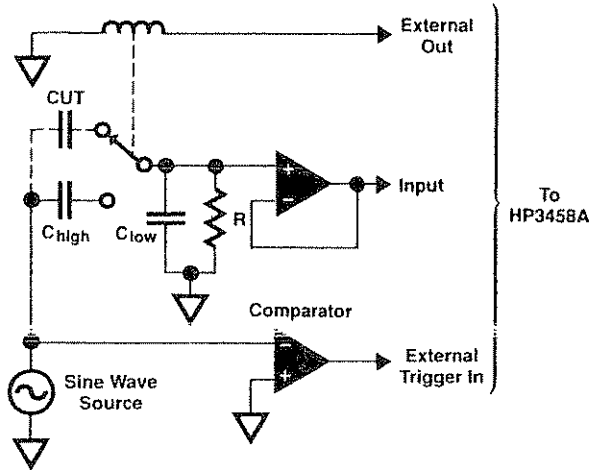 External
Out
CUT
Input
To
HP3458A
Chigh
Clow
R
Comparator
Sine Wave
Source
External
Trigger In